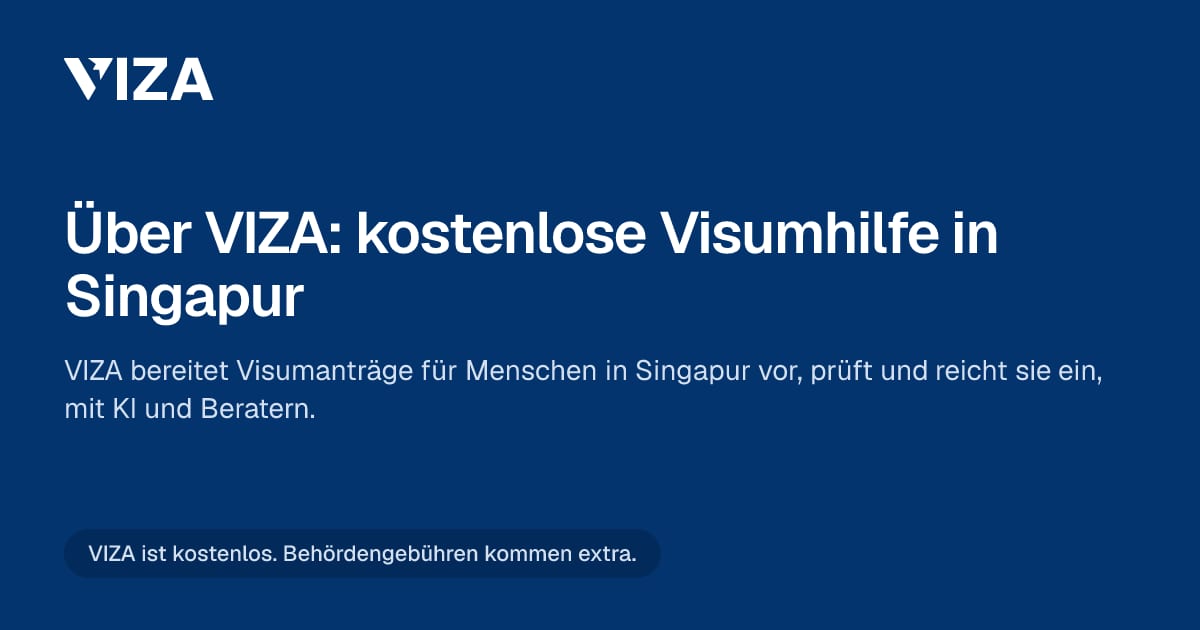 VIZA
Über VIZA: kostenlose Visumhilfe in
Singapur
VIZA bereitet Visumanträge für Menschen in Singapur vor, prüft und reicht sie ein,
mit KI und Beratern.
VIZA ist kostenlos. Behördengebühren kommen extra.